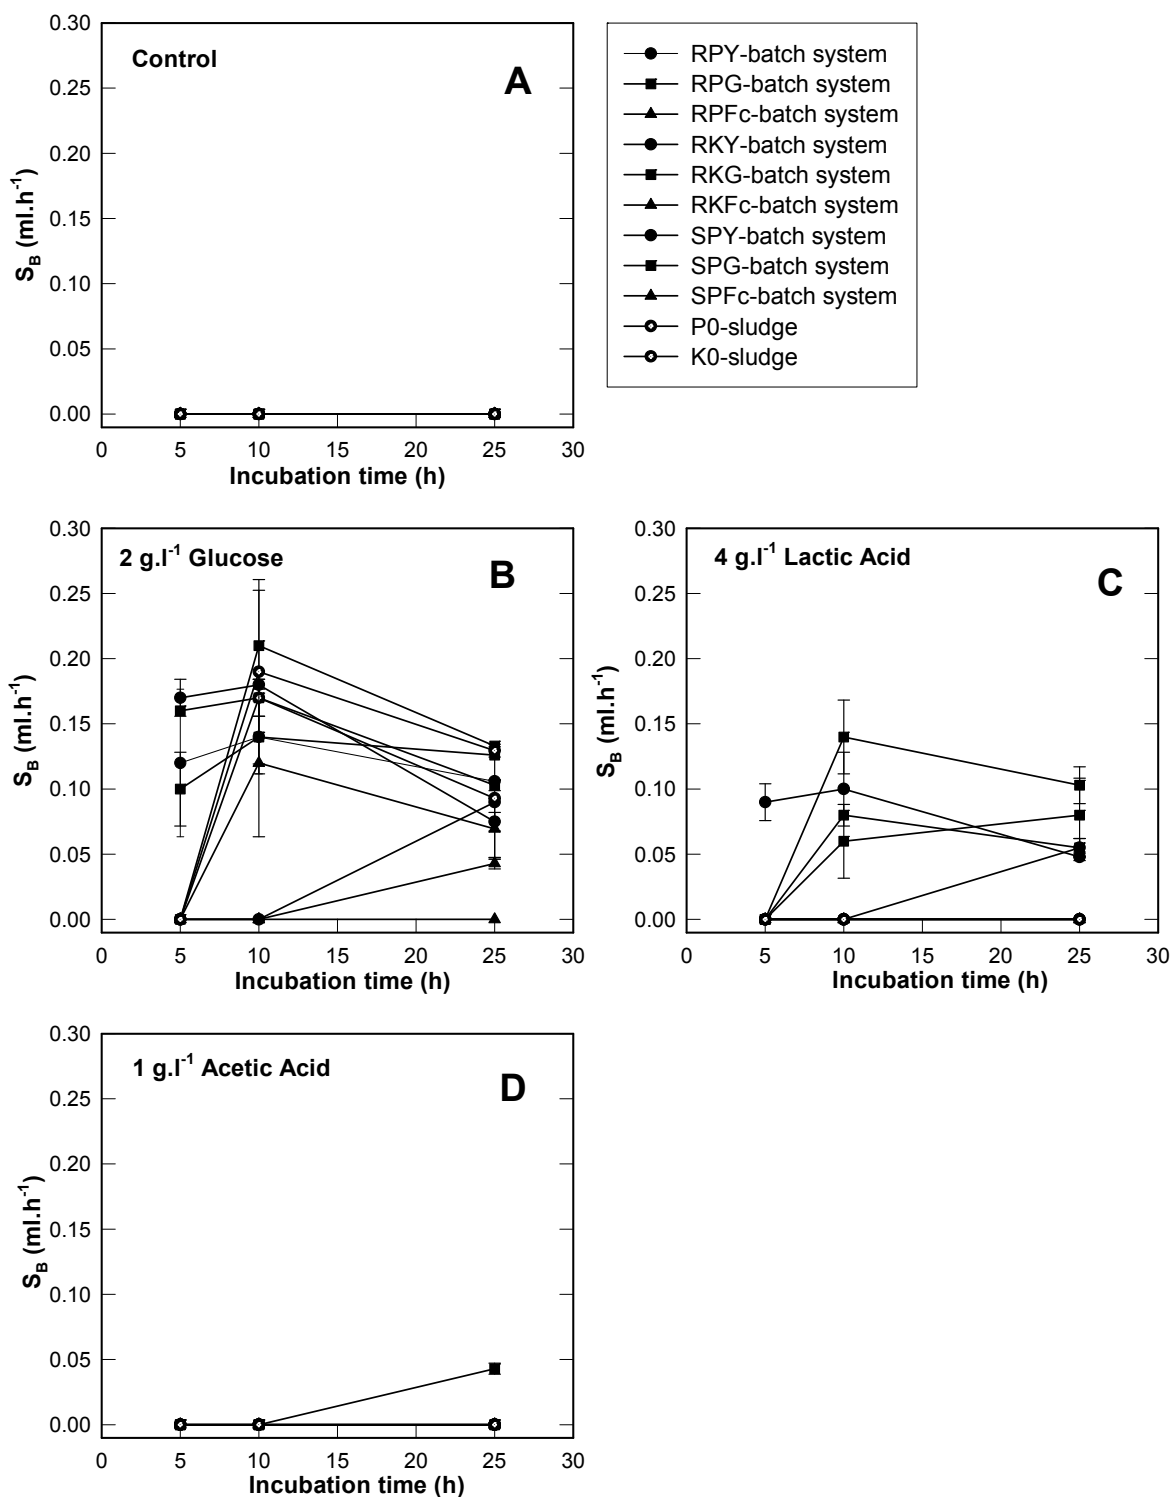 Control
A
0.30
0.25
0.20
0.15
0.10
0.05
0.00
S_B (ml.h⁻¹)
0 5 10 15 20 25 30
Incubation time (h)
RPY-batch system
RPG-batch system
RPFc-batch system
RKY-batch system
RKG-batch system
RKFc-batch system
SPY-batch system
SPG-batch system
SPFc-batch system
P0-sludge
K0-sludge
2 g.l⁻¹ Glucose
B
0.30
0.25
0.20
0.15
0.10
0.05
0.00
S_B (ml.h⁻¹)
0 5 10 15 20 25 30
Incubation time (h)
4 g.l⁻¹ Lactic Acid
C
0.30
0.25
0.20
0.15
0.10
0.05
0.00
S_B (ml.h⁻¹)
0 5 10 15 20 25 30
Incubation time (h)
1 g.l⁻¹ Acetic Acid
D
0.30
0.25
0.20
0.15
0.10
0.05
0.00
S_B (ml.h⁻¹)
0 5 10 15 20 25 30
Incubation time (h)